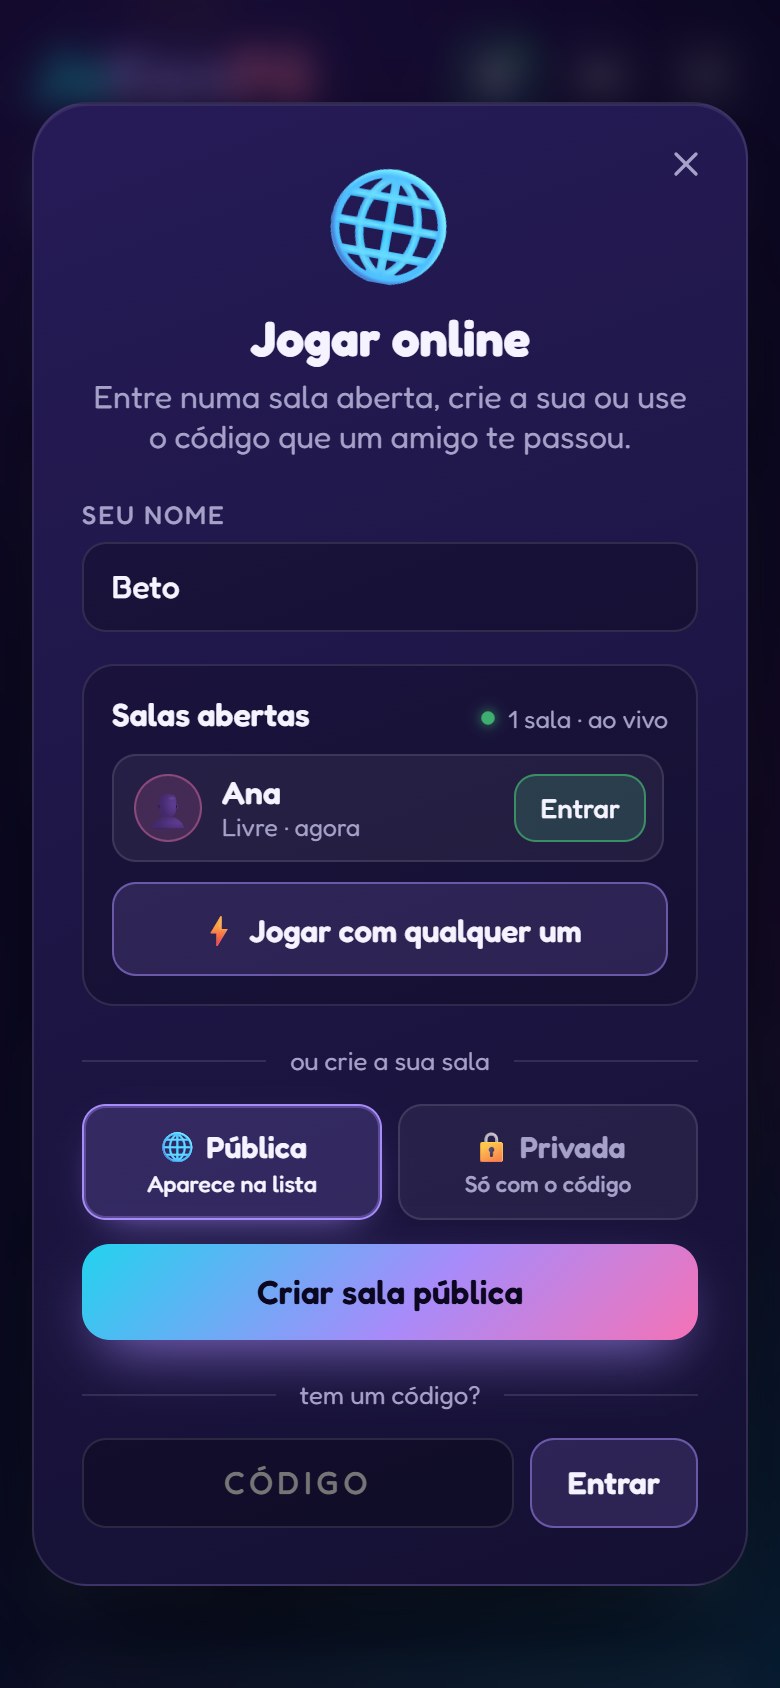 Jogar online
Entre numa sala aberta, crie a sua ou use
o código que um amigo te passou.
SEU NOME
Beto
Salas abertas
1 sala · ao vivo
Ana
Livre · agora
Entrar
Jogar com qualquer um
ou crie a sua sala
Pública
Aparece na lista
Privada
Só com o código
Criar sala pública
tem um código?
CÓDIGO
Entrar